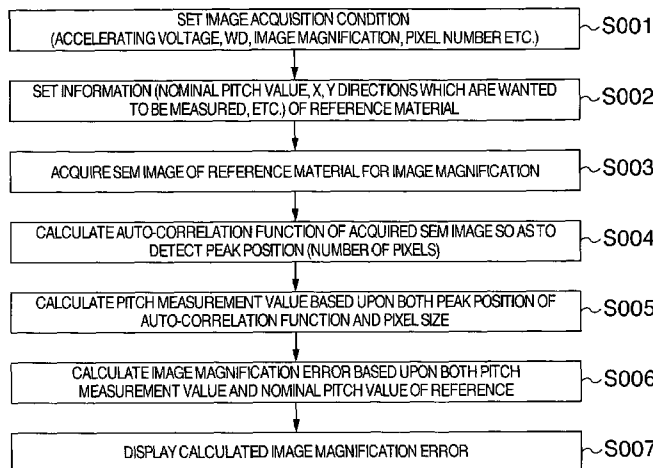 SET IMAGE ACQUISITION CONDITION
(ACCELERATING VOLTAGE, WD, IMAGE MAGNIFICATION, PIXEL NUMBER ETC.)
S001
SET INFORMATION (NOMINAL PITCH VALUE, X, Y DIRECTIONS WHICH ARE WANTED
TO BE MEASURED, ETC.) OF REFERENCE MATERIAL
S002
ACQUIRE SEM IMAGE OF REFERENCE MATERIAL FOR IMAGE MAGNIFICATION
S003
CALCULATE AUTO-CORRELATION FUNCTION OF ACQUIRED SEM IMAGE SO AS TO
DETECT PEAK POSITION (NUMBER OF PIXELS)
S004
CALCULATE PITCH MEASUREMENT VALUE BASED UPON BOTH PEAK POSITION OF
AUTO-CORRELATION FUNCTION AND PIXEL SIZE
S005
CALCULATE IMAGE MAGNIFICATION ERROR BASED UPON BOTH PITCH
MEASUREMENT VALUE AND NOMINAL PITCH VALUE OF REFERENCE
S006
DISPLAY CALCULATED IMAGE MAGNIFICATION ERROR
S007